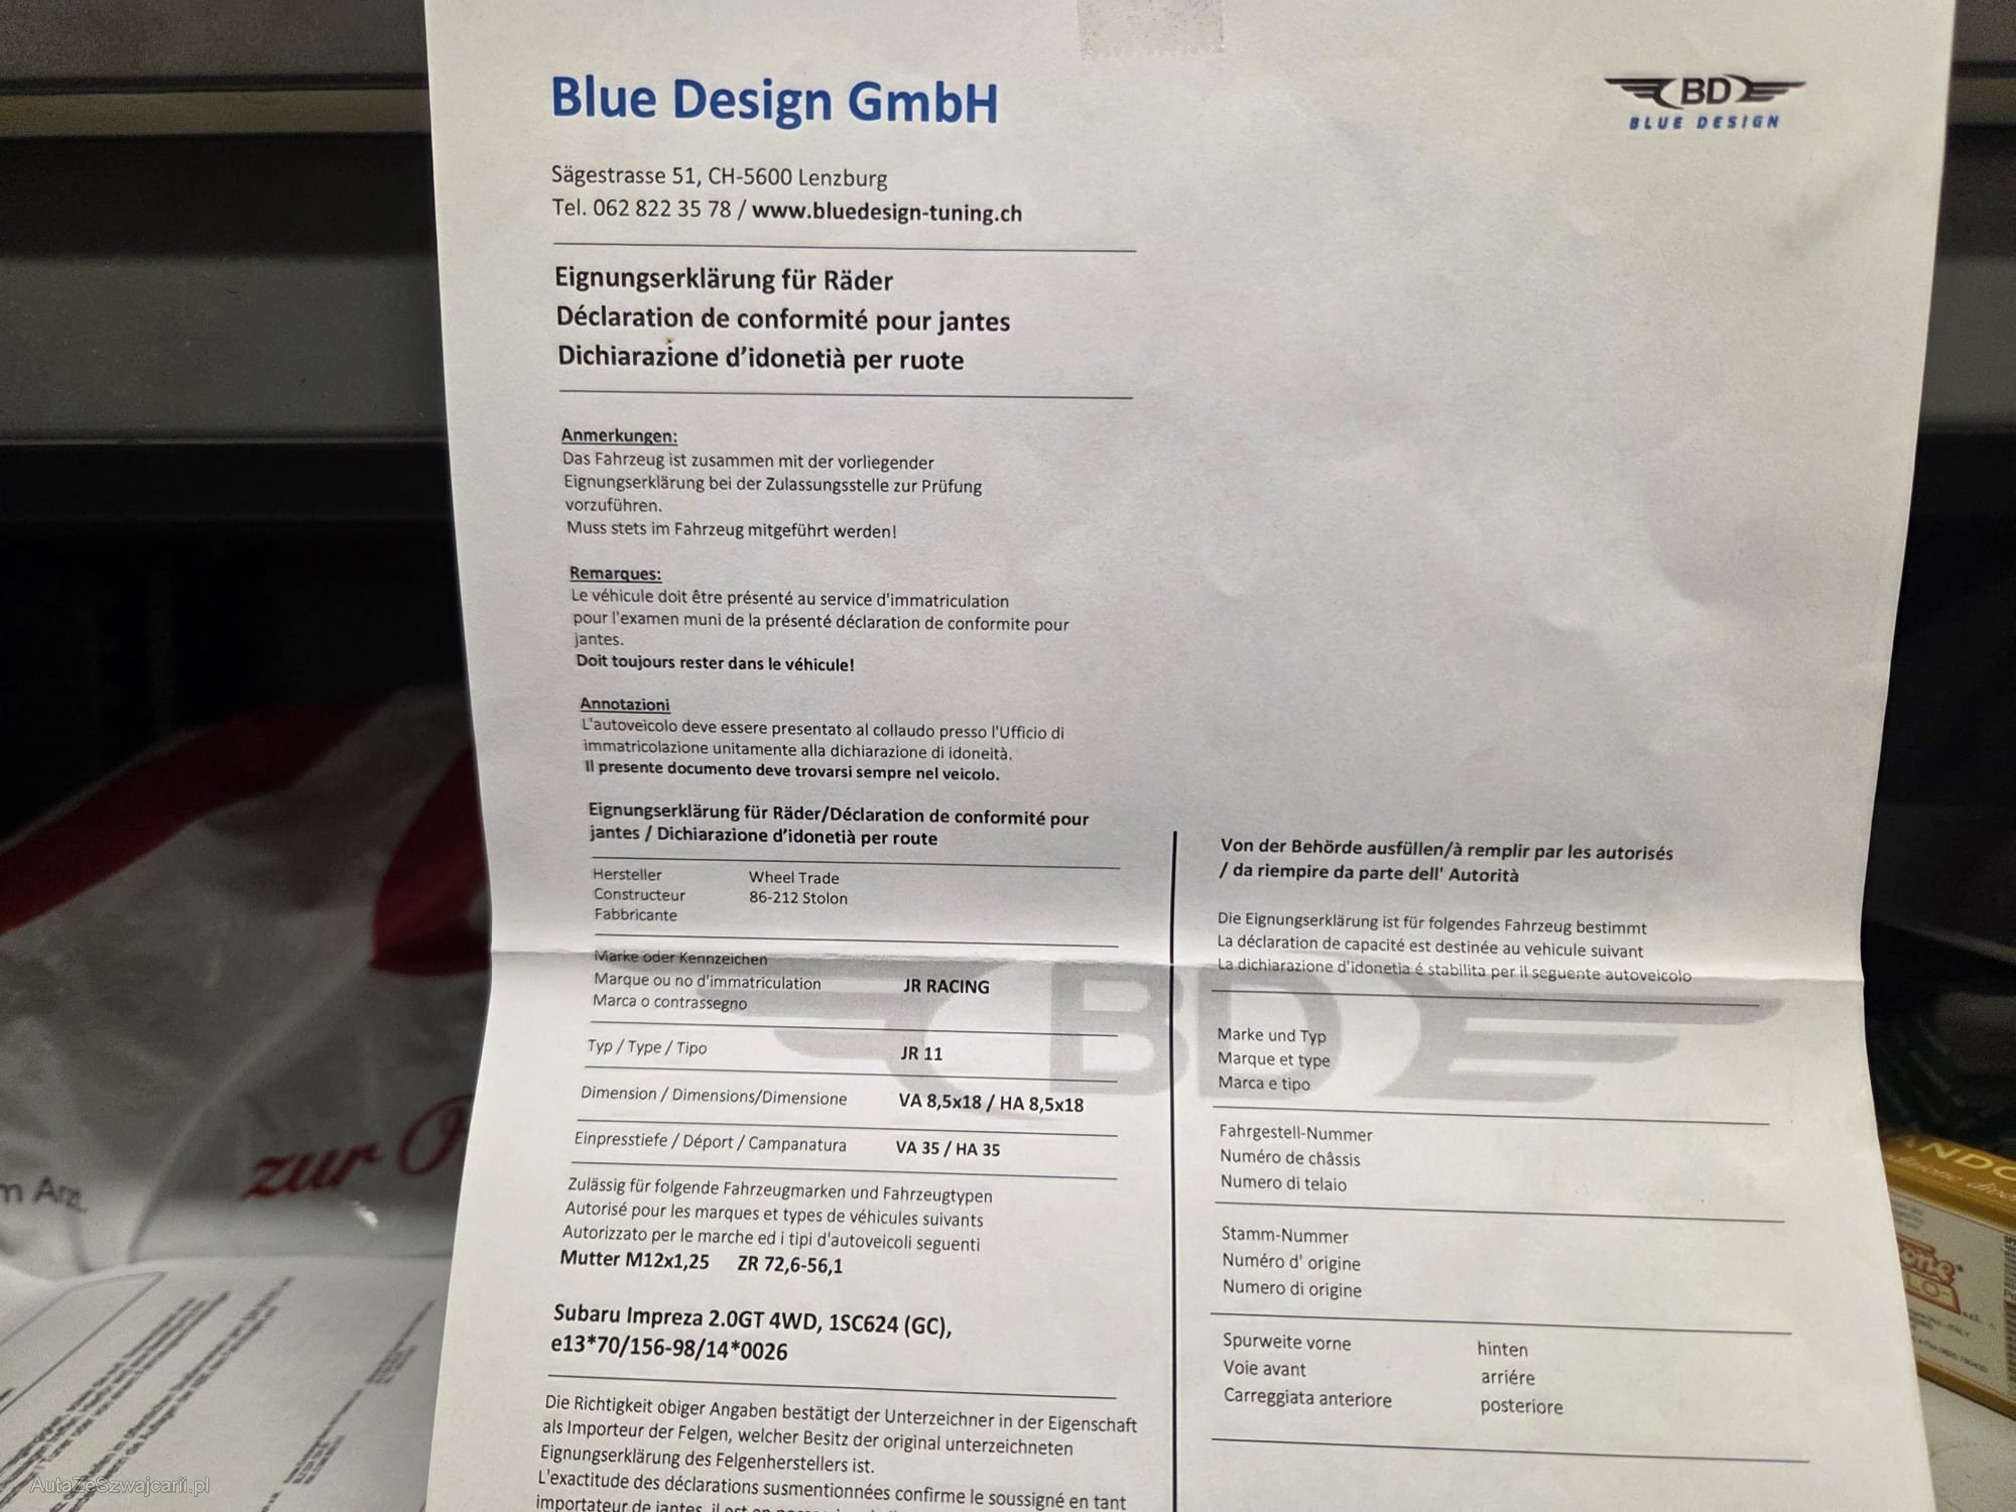 Blue Design GmbH
BD
BLUE DESIGN
Sägestrasse 51, CH-5600 Lenzburg
Tel. 062 822 35 78 / www.bluedesign-tuning.ch
Eignungserklärung für Räder
Déclaration de conformité pour jantes
Dichiarazione d'idonetià per ruote
Anmerkungen:
Das Fahrzeug ist zusammen mit der vorliegender
Eignungserklärung bei der Zulassungsstelle zur Prüfung
vorzuführen.
Muss stets im Fahrzeug mitgeführt werden!
Remarques:
Le véhicule doit être présenté au service d'immatriculation
pour l'examen muni de la présenté déclaration de conformite pour
jantes.
Doit toujours rester dans le véhicule!
Annotazioni
L'autoveicolo deve essere presentato al collaudo presso l'Ufficio di
immatricolazione unitamente alla dichiarazione di idoneità.
Il presente documento deve trovarsi sempre nel veicolo.
Eignungserklärung für Räder/Déclaration de conformité pour
jantes / Dichiarazione d'idonetià per route
Hersteller Wheel Trade
Constructeur 86-212 Stolon
Fabbricante
Marke oder Kennzeichen
Marque ou no d'immatriculation JR RACING
Marca o contrassegno
Typ / Type / Tipo JR 11
Dimension / Dimensions/Dimensione VA 8,5x18 / HA 8,5x18
Einpresstiefe / Déport / Campanatura VA 35 / HA 35
Zulässig für folgende Fahrzeugmarken und Fahrzeugtypen
Autorisé pour les marques et types de véhicules suivants
Autorizzato per le marche ed i tipi d'autoveicoli seguenti
Mutter M12x1,25 ZR 72,6-56,1
Subaru Impreza 2.0GT 4WD, 1SC624 (GC),
e13*70/156-98/14*0026
Die Richtigkeit obiger Angaben bestätigt der Unterzeichner in der Eigenschaft
als Importeur der Felgen, welcher Besitz der original unterzeichneten
Eignungserklärung des Felgenherstellers ist.
L'exactitude des déclarations susmentionnées confirme le soussigné en tant
importateur de jantes, il est en
Von der Behörde ausfüllen/à remplir par les autorisés
/ da riempire da parte dell' Autorità
Die Eignungserklärung ist für folgendes Fahrzeug bestimmt
La déclaration de capacité est destinée au vehicule suivant
La dichiarazione d'idonetia é stabilita per il seguente autoveicolo
BD
Marke und Typ
Marque et type
Marca e tipo
Fahrgestell-Nummer
Numéro de châssis
Numero di telaio
Stamm-Nummer
Numéro d' origine
Numero di origine
Spurweite vorne hinten
Voie avant arriére
Carreggiata anteriore posteriore
zur
AutaZeSzwajcarii.pl